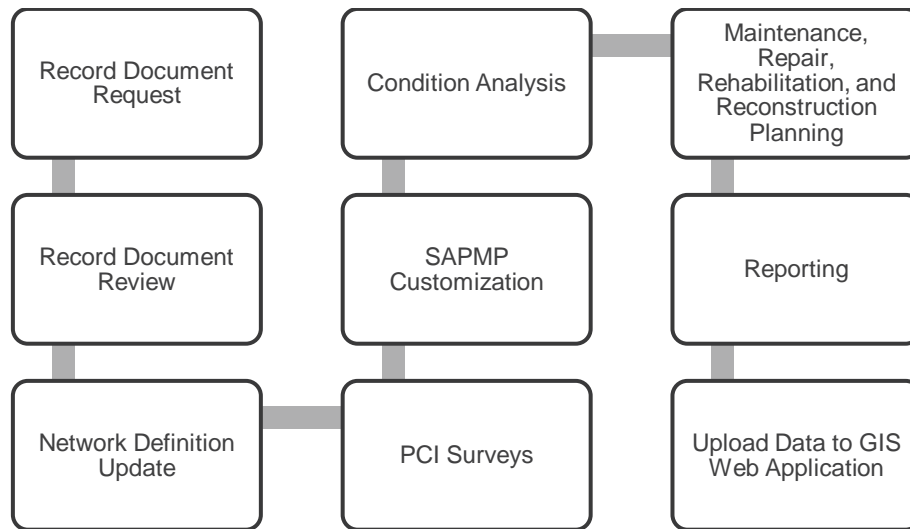 Record Document
Request
Record Document
Review
Network Definition
Update
PCI Surveys
SAPMP
Customization
Condition Analysis
Maintenance,
Repair,
Rehabilitation, and
Reconstruction
Planning
Reporting
Upload Data to GIS
Web Application